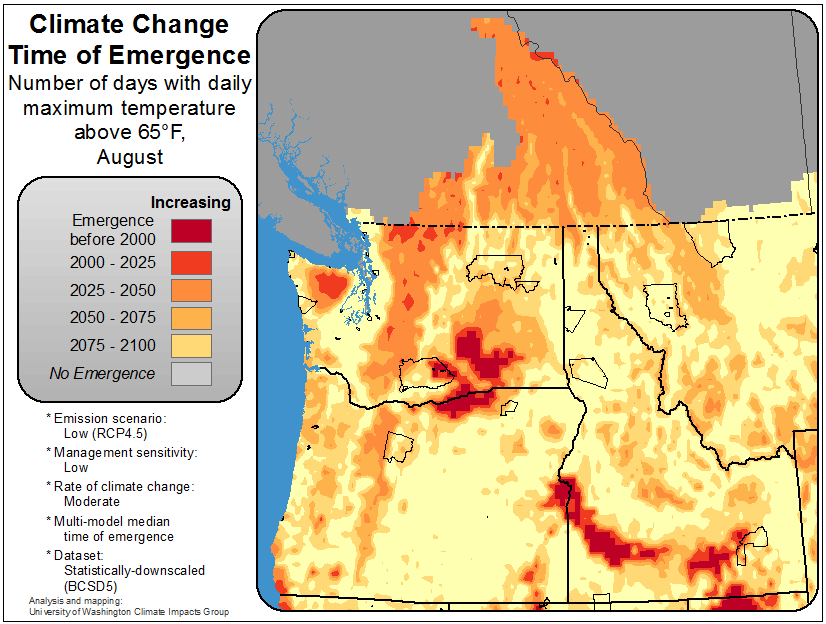 Climate Change
Time of Emergence
Number of days with daily
maximum temperature
above 65°F,
August
Increasing
Emergence
before 2000
2000 - 2025
2025 - 2050
2050 - 2075
2075 - 2100
No Emergence
* Emission scenario:
Low (RCP4.5)
* Management sensitivity:
Low
* Rate of climate change:
Moderate
* Multi-model median
time of emergence
* Dataset:
Statistically-downscaled
(BCSD5)
Analysis and mapping:
University of Washington Climate Impacts Group